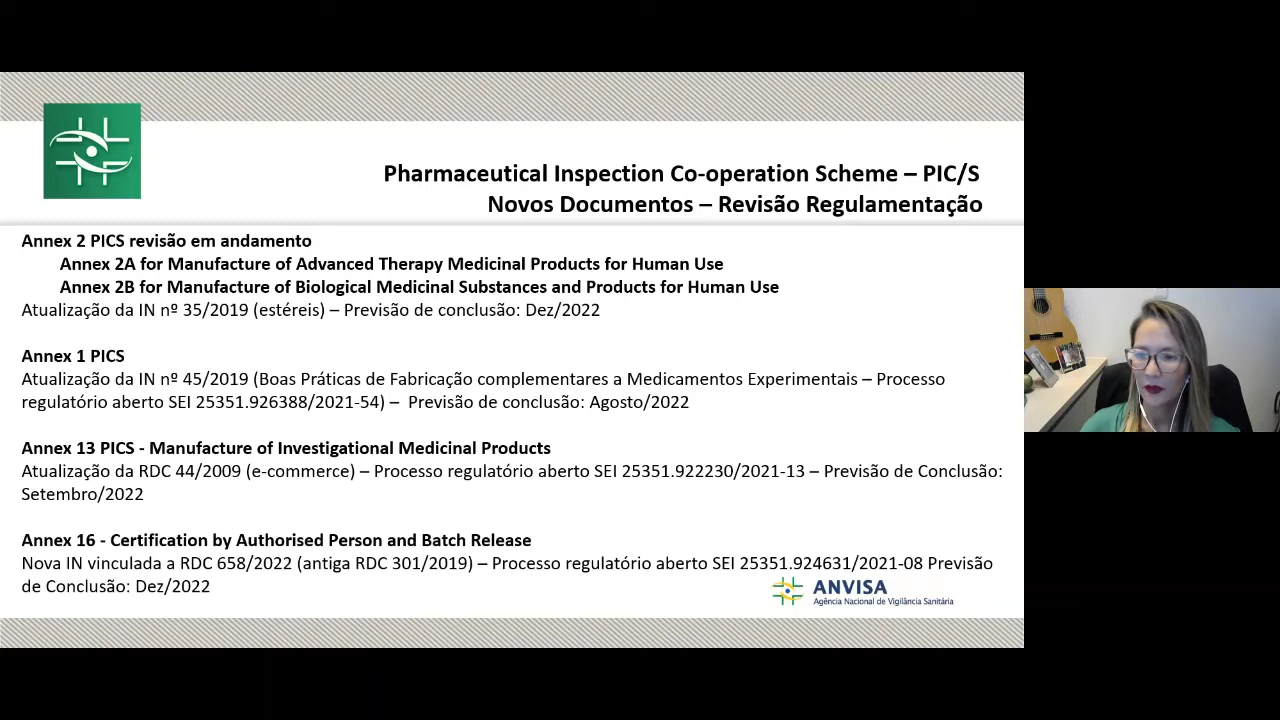 Pharmaceutical Inspection Co-operation Scheme – PIC/S
Novos Documentos – Revisão Regulamentação
Annex 2 PICS revisão em andamento
Annex 2A for Manufacture of Advanced Therapy Medicinal Products for Human Use
Annex 2B for Manufacture of Biological Medicinal Substances and Products for Human Use
Atualização da IN nº 35/2019 (estéreis) – Previsão de conclusão: Dez/2022
Annex 1 PICS
Atualização da IN nº 45/2019 (Boas Práticas de Fabricação complementares a Medicamentos Experimentais – Processo
regulatório aberto SEI 25351.926388/2021-54) – Previsão de conclusão: Agosto/2022
Annex 13 PICS - Manufacture of Investigational Medicinal Products
Atualização da RDC 44/2009 (e-commerce) – Processo regulatório aberto SEI 25351.922230/2021-13 – Previsão de Conclusão:
Setembro/2022
Annex 16 - Certification by Authorised Person and Batch Release
Nova IN vinculada a RDC 658/2022 (antiga RDC 301/2019) – Processo regulatório aberto SEI 25351.924631/2021-08 Previsão
de Conclusão: Dez/2022
ANVISA
Agência Nacional de Vigilância Sanitária